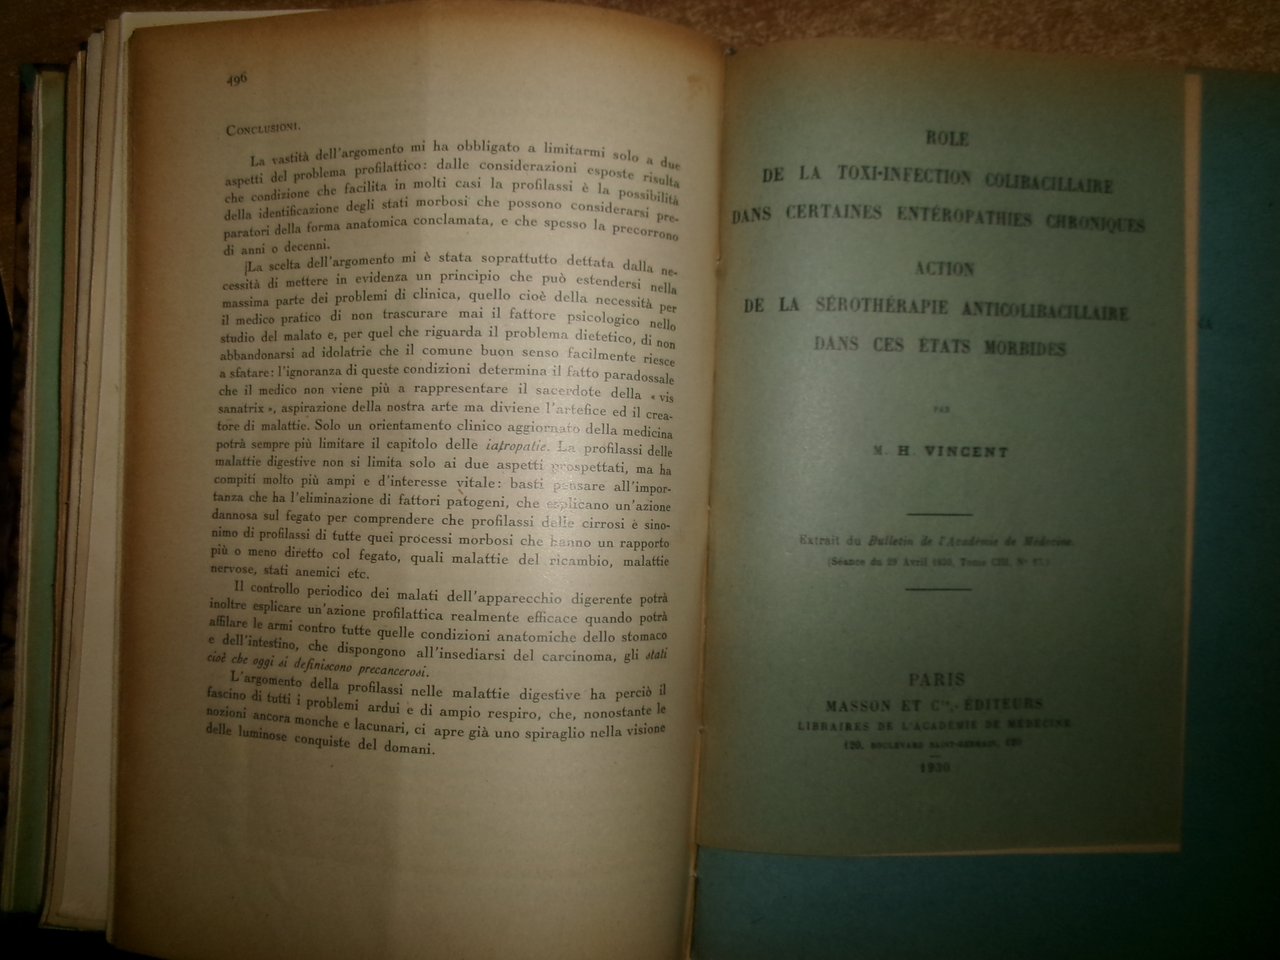 496
CONCLUSIONI.
La vastità dell'argomento mi ha obbligato a limitarmi solo a due
aspetti del problema profilattico: dalle considerazioni esposte risulta
che condizione che facilita in molti casi la profilassi è la possibilità
della identificazione degli stati morbosi che possono considerarsi pre-
paratori della forma anatomica conclamata, e che spesso la precorrono
di anni o decenni.
La scelta dell'argomento mi è stata soprattutto dettata dalla ne-
cessità di mettere in evidenza un principio che può estendersi nella
massima parte dei problemi di clinica, quello cioè della necessità per
il medico pratico di non trascurare mai il fattore psicologico nello
studio del malato e, per quel che riguarda il problema dietetico, di non
abbandonarsi ad idolatrie che il comune buon senso facilmente riesce
a sfatare: l'ignoranza di queste condizioni determina il fatto paradossale
che il medico non viene più a rappresentare il sacerdote della « vis
sanatrix », aspirazione della nostra arte ma diviene l'artefice ed il crea-
tore di malattie. Solo un orientamento clinico aggiornato della medicina
potrà sempre più limitare il capitolo delle iatropatie. La profilassi delle
malattie digestive non si limita solo ai due aspetti prospettati, ma ha
compiti molto più ampi e d'interesse vitale: basti pensare all'impor-
tanza che ha l'eliminazione di fattori patogeni, che esplicano un'azione
dannosa sul fegato per comprendere che profilassi delle cirrosi è sino-
nimo di profilassi di tutte quei processi morbosi che hanno un rapporto
più o meno diretto col fegato, quali malattie del ricambio, malattie
nervose, stati anemici etc.
Il controllo periodico dei malati dell'apparecchio digerente potrà
inoltre esplicare un'azione profilattica realmente efficace quando potrà
affilare le armi contro tutte quelle condizioni anatomiche dello stomaco
e dell'intestino, che dispongono all'insediarsi del carcinoma, gli stati
cioè che oggi si definiscono precancerosi.
L'argomento della profilassi nelle malattie digestive ha perciò il
fascino di tutti i problemi ardui e di ampio respiro, che, nonostante le
nozioni ancora monche e lacunari, ci apre già uno spiraglio nella visione
delle luminose conquiste del domani.
ROLE
DE LA TOXI-INFECTION COLIBACILLAIRE
DANS CERTAINES ENTÉROPATHIES CHRONIQUES
ACTION
DE LA SÉROTHÉRAPIE ANTICOLIBACILLAIRE
DANS CES ÉTATS MORBIDES
PAR
M. H. VINCENT
Extrait du Bulletin de l'Académie de Médecine.
(Séance du 29 Avril 1930, Tome CIII, N° 17.)
PARIS
MASSON ET Cie, ÉDITEURS
LIBRAIRES DE L'ACADÉMIE DE MÉDECINE
120, BOULEVARD SAINT-GERMAIN, 120
1930